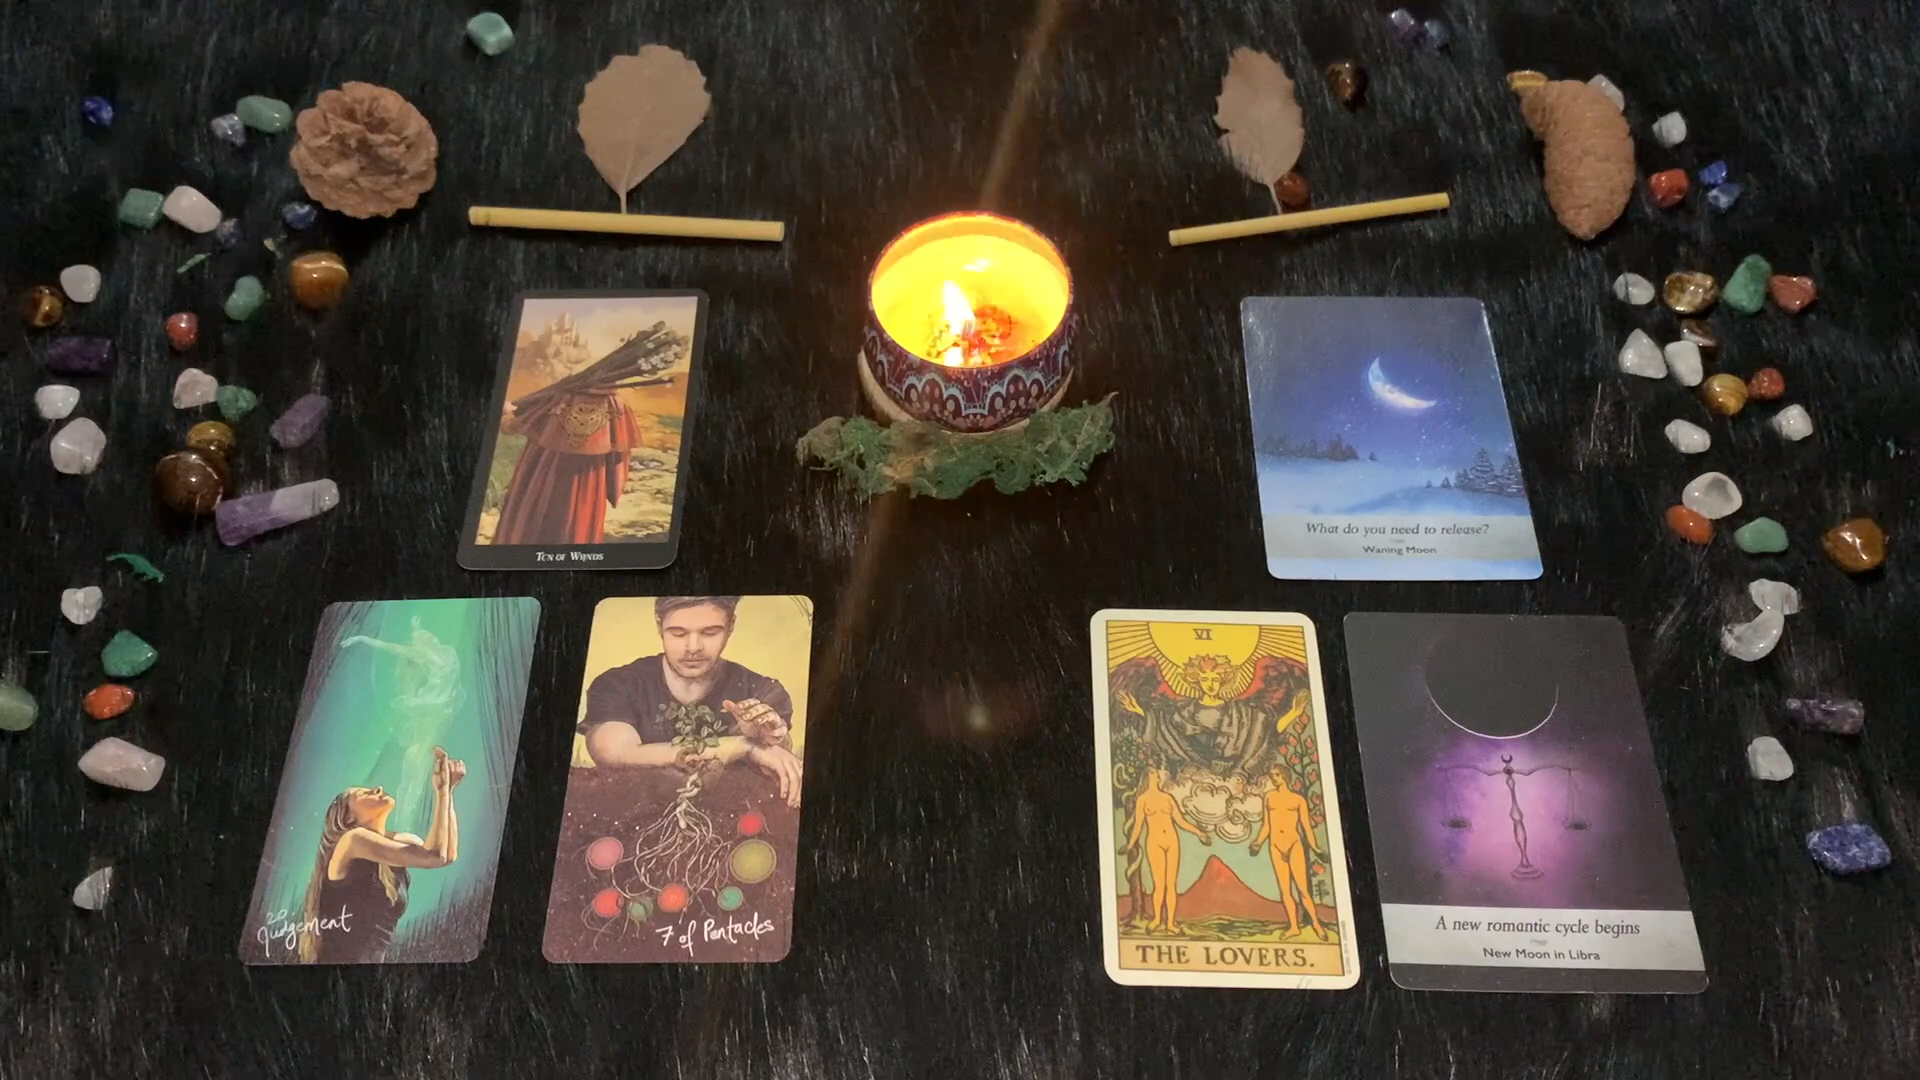 TEN OF WANDS
What do you need to release?
Waning Moon
20
Judgement
7 of Pentacles
VI
THE LOVERS.
A new romantic cycle begins
New Moon in Libra